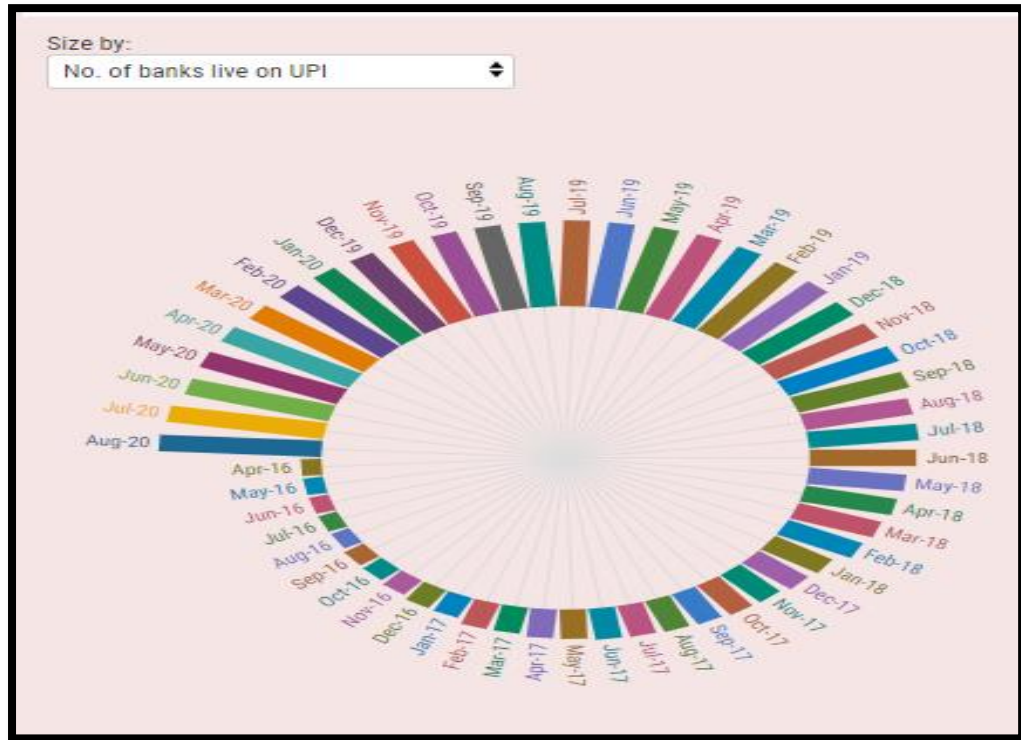 Size by:
No. of banks live on UPI
Apr-16
May-16
Jun-16
Jul-16
Aug-16
Sep-16
Oct-16
Nov-16
Dec-16
Jan-17
Feb-17
Mar-17
Apr-17
May-17
Jun-17
Jul-17
Aug-17
Sep-17
Oct-17
Nov-17
Dec-17
Jan-18
Feb-18
Mar-18
Apr-18
May-18
Jun-18
Jul-18
Aug-18
Sep-18
Oct-18
Nov-18
Dec-18
Jan-19
Feb-19
Mar-19
Apr-19
May-19
Jun-19
Jul-19
Aug-19
Sep-19
Oct-19
Nov-19
Dec-19
Jan-20
Feb-20
Mar-20
Apr-20
May-20
Jun-20
Jul-20
Aug-20